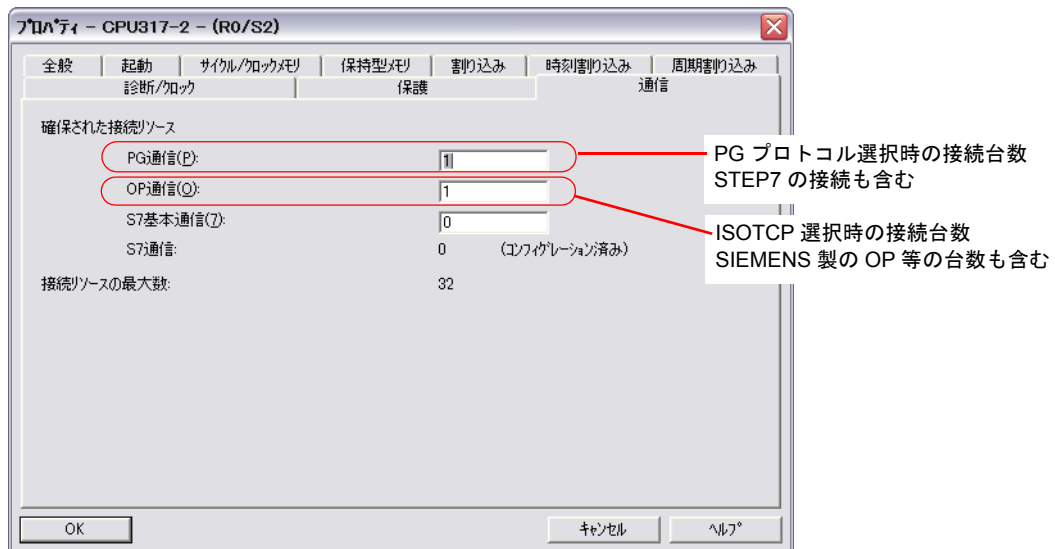 ﾌﾟﾛﾊﾟﾃｨ - CPU317-2 - (R0/S2)
全般 起動 ｻｲｸﾙ/ｸﾛｯｸﾒﾓﾘ 保持型ﾒﾓﾘ 割り込み 時刻割り込み 周期割り込み
診断/ｸﾛｯｸ 保護 通信
確保された接続ﾘｿｰｽ
PG通信(P): 1
OP通信(O): 1
S7基本通信(7): 0
S7通信: 0 (ｺﾝﾌｨｸﾞﾚｰｼｮﾝ済み)
接続ﾘｿｰｽの最大数: 32
PG プロトコル選択時の接続台数
STEP7 の接続も含む
ISOTCP 選択時の接続台数
SIEMENS 製の OP 等の台数も含む
OK ｷｬﾝｾﾙ ﾍﾙﾌﾟ